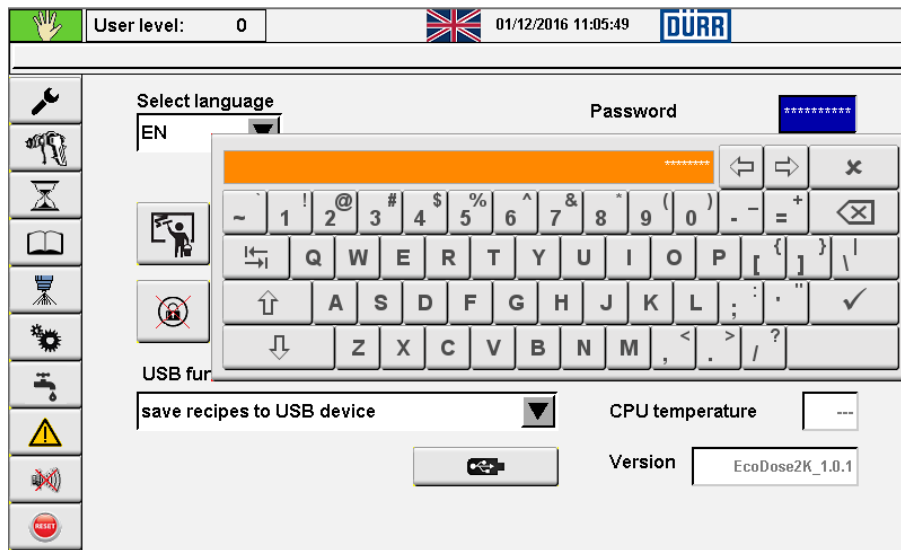 User level: 0 01/12/2016 11:05:49 DÜRR
Select language
Password
EN
**********
********
~ ` 1 ! 2 @ 3 # 4 $ 5 % 6 ^ 7 & 8 * 9 ( 0 ) - _ = +
Q W E R T Y U I O P [ { ] } \ |
A S D F G H J K L ; : ' "
Z X C V B N M , < . > / ?
USB fun
save recipes to USB device
CPU temperature ---
Version EcoDose2K_1.0.1
RESET